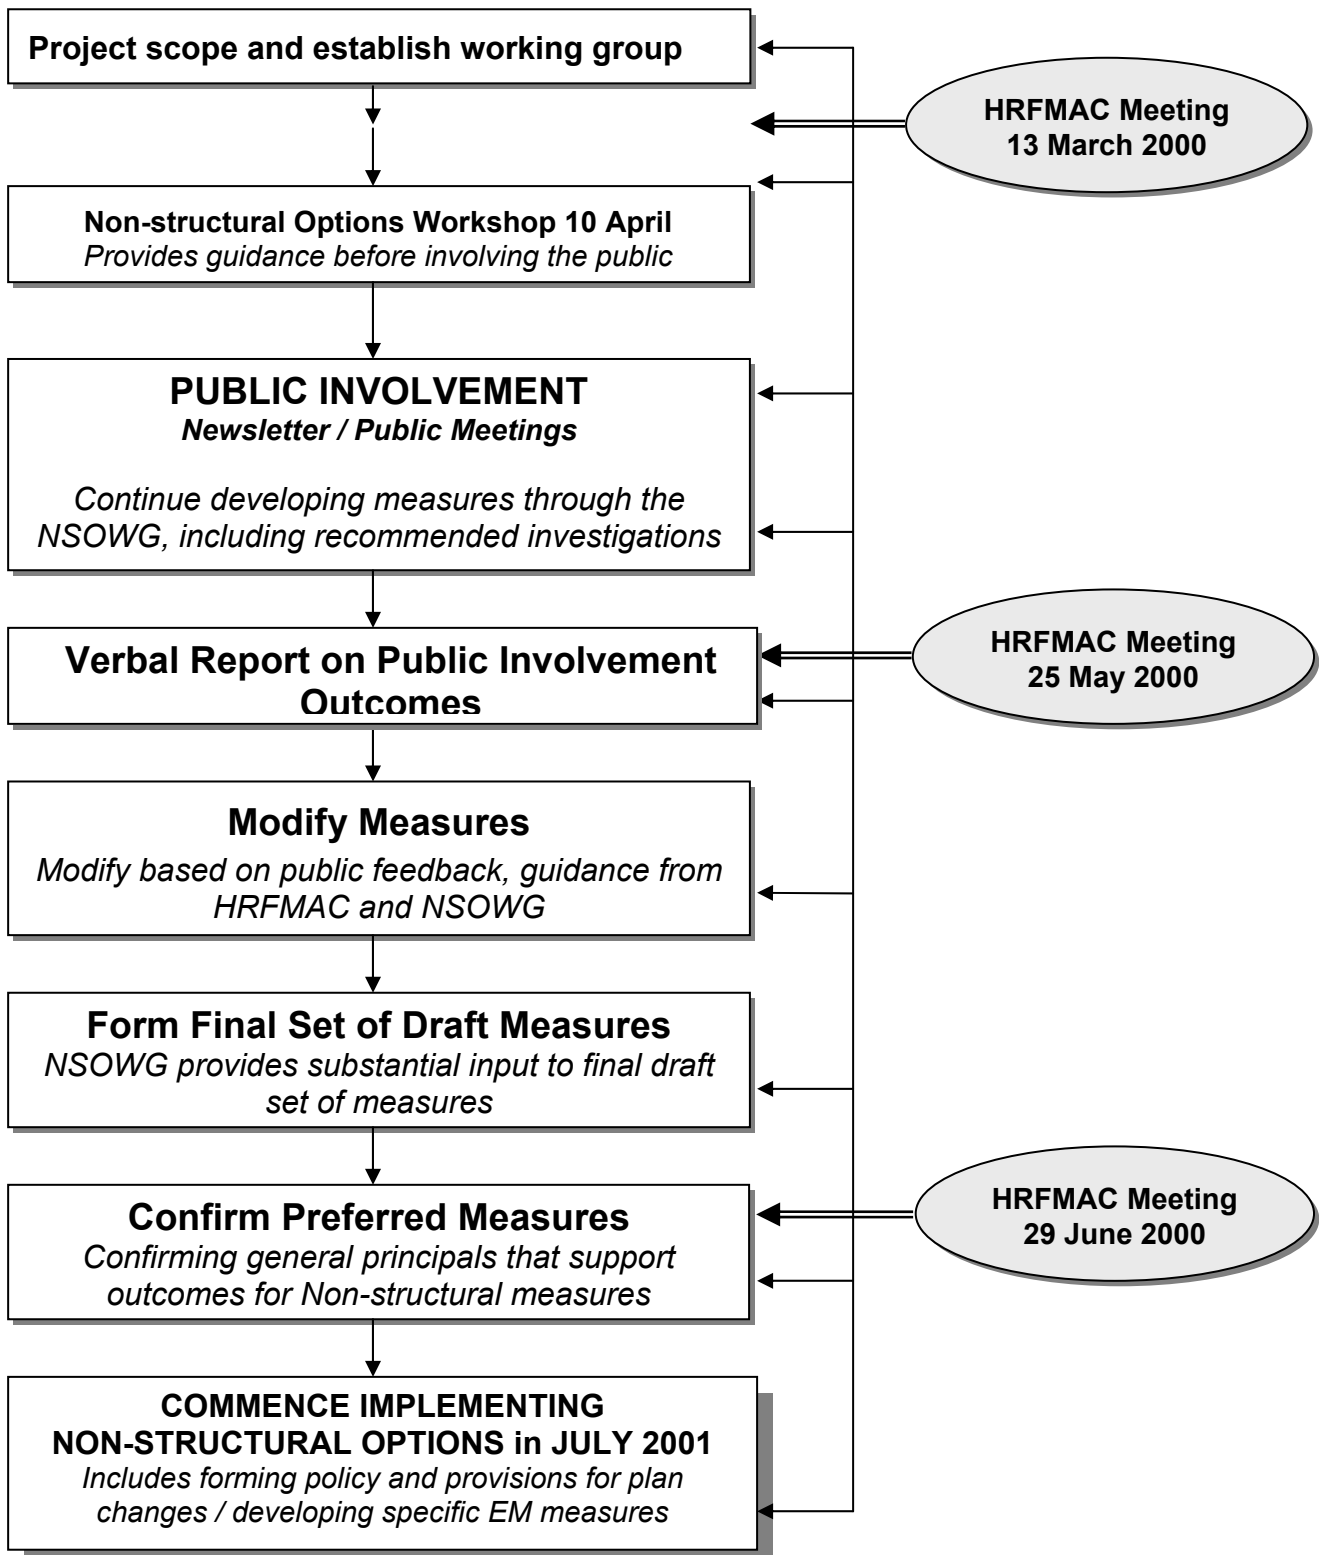 Project scope and establish working group
HRFMAC Meeting
13 March 2000
Non-structural Options Workshop 10 April
Provides guidance before involving the public
PUBLIC INVOLVEMENT
Newsletter / Public Meetings
Continue developing measures through the
NSOWG, including recommended investigations
Verbal Report on Public Involvement
Outcomes
HRFMAC Meeting
25 May 2000
Modify Measures
Modify based on public feedback, guidance from
HRFMAC and NSOWG
Form Final Set of Draft Measures
NSOWG provides substantial input to final draft
set of measures
Confirm Preferred Measures
Confirming general principals that support
outcomes for Non-structural measures
HRFMAC Meeting
29 June 2000
COMMENCE IMPLEMENTING
NON-STRUCTURAL OPTIONS in JULY 2001
Includes forming policy and provisions for plan
changes / developing specific EM measures